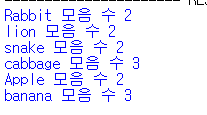 Rabbit 모음 수 2
lion 모음 수 2
snake 모음 수 2
cabbage 모음 수 3
Apple 모음 수 2
banana 모음 수 3